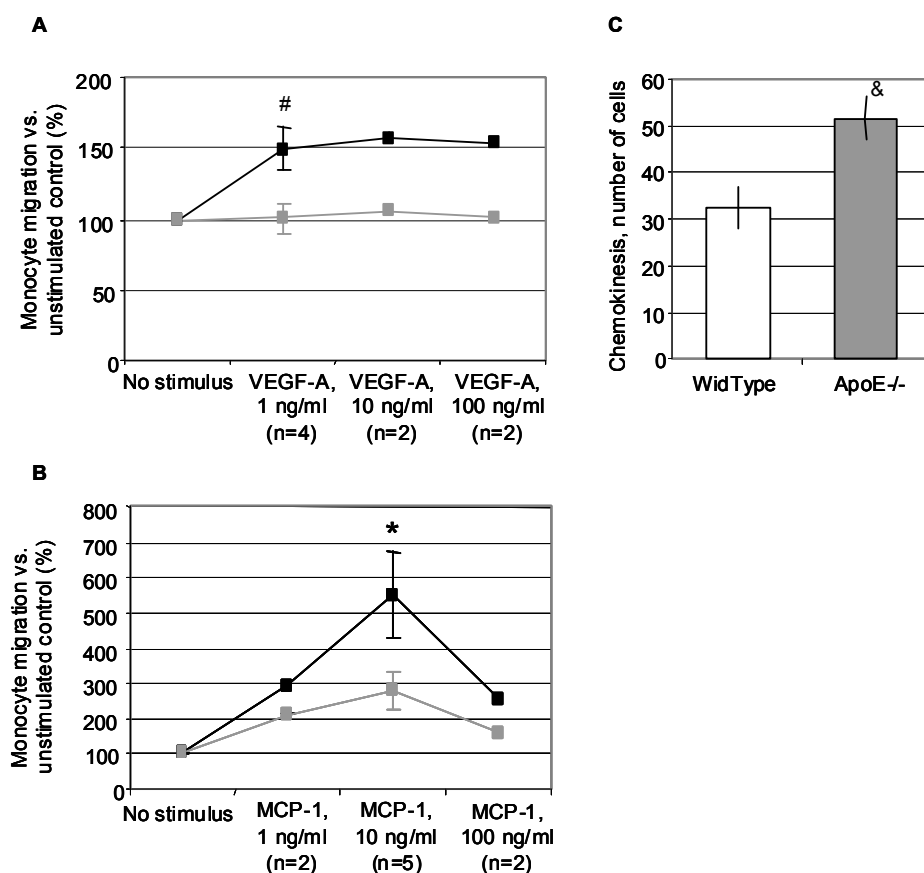 A
Monocyte migration vs.
unstimulated control (%)
200
150
100
50
0
#
No stimulus
VEGF-A,
1 ng/ml
(n=4)
VEGF-A,
10 ng/ml
(n=2)
VEGF-A,
100 ng/ml
(n=2)
C
Chemokinesis, number of cells
60
50
40
30
20
10
0
&
WidType
ApoE-/-
B
Monocyte migration vs.
unstimulated control (%)
800
700
600
500
400
300
200
100
0
*
No stimulus
MCP-1,
1 ng/ml
(n=2)
MCP-1,
10 ng/ml
(n=5)
MCP-1,
100 ng/ml
(n=2)